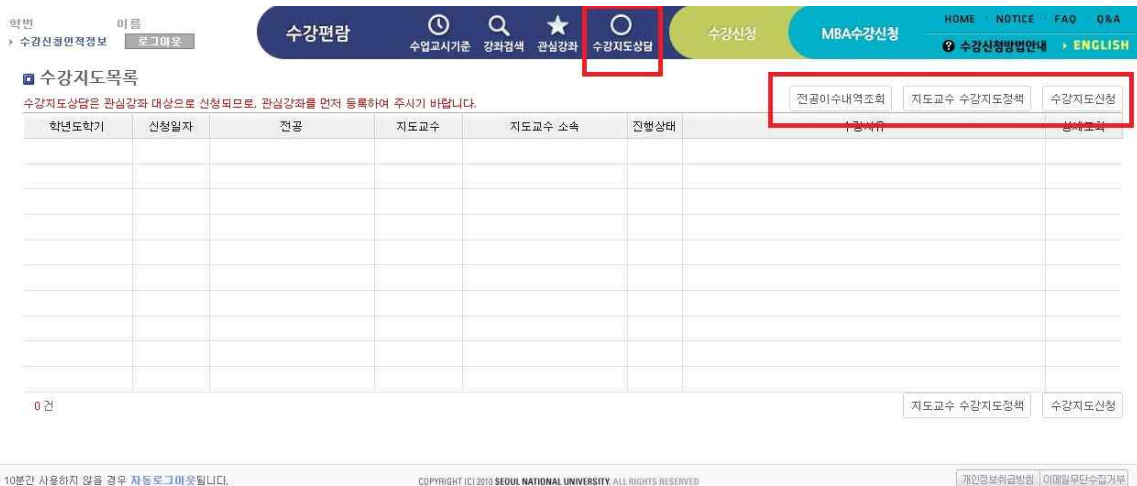 학번 이름
수강신청인적정보 로그아웃
수강편람
수업교시기준 강좌검색 관심강좌 수강지도상담
수강신청
MBA수강신청
HOME NOTICE FAQ Q&A
수강신청방법안내 ENGLISH
수강지도목록
수강지도상담은 관심강좌 대상으로 신청되므로, 관심강좌를 먼저 등록하여 주시기 바랍니다.
전공이수내역조회 지도교수 수강지도정책 수강지도신청
학년도학기 신청일자 전공 지도교수 지도교수 소속 진행상태 상세조회
0 건
지도교수 수강지도정책 수강지도신청
10분간 사용하지 않을 경우 자동로그아웃됩니다.
COPYRIGHT (C) 2010 SEOUL NATIONAL UNIVERSITY. ALL RIGHTS RESERVED
개인정보취급방침 이메일무단수집거부